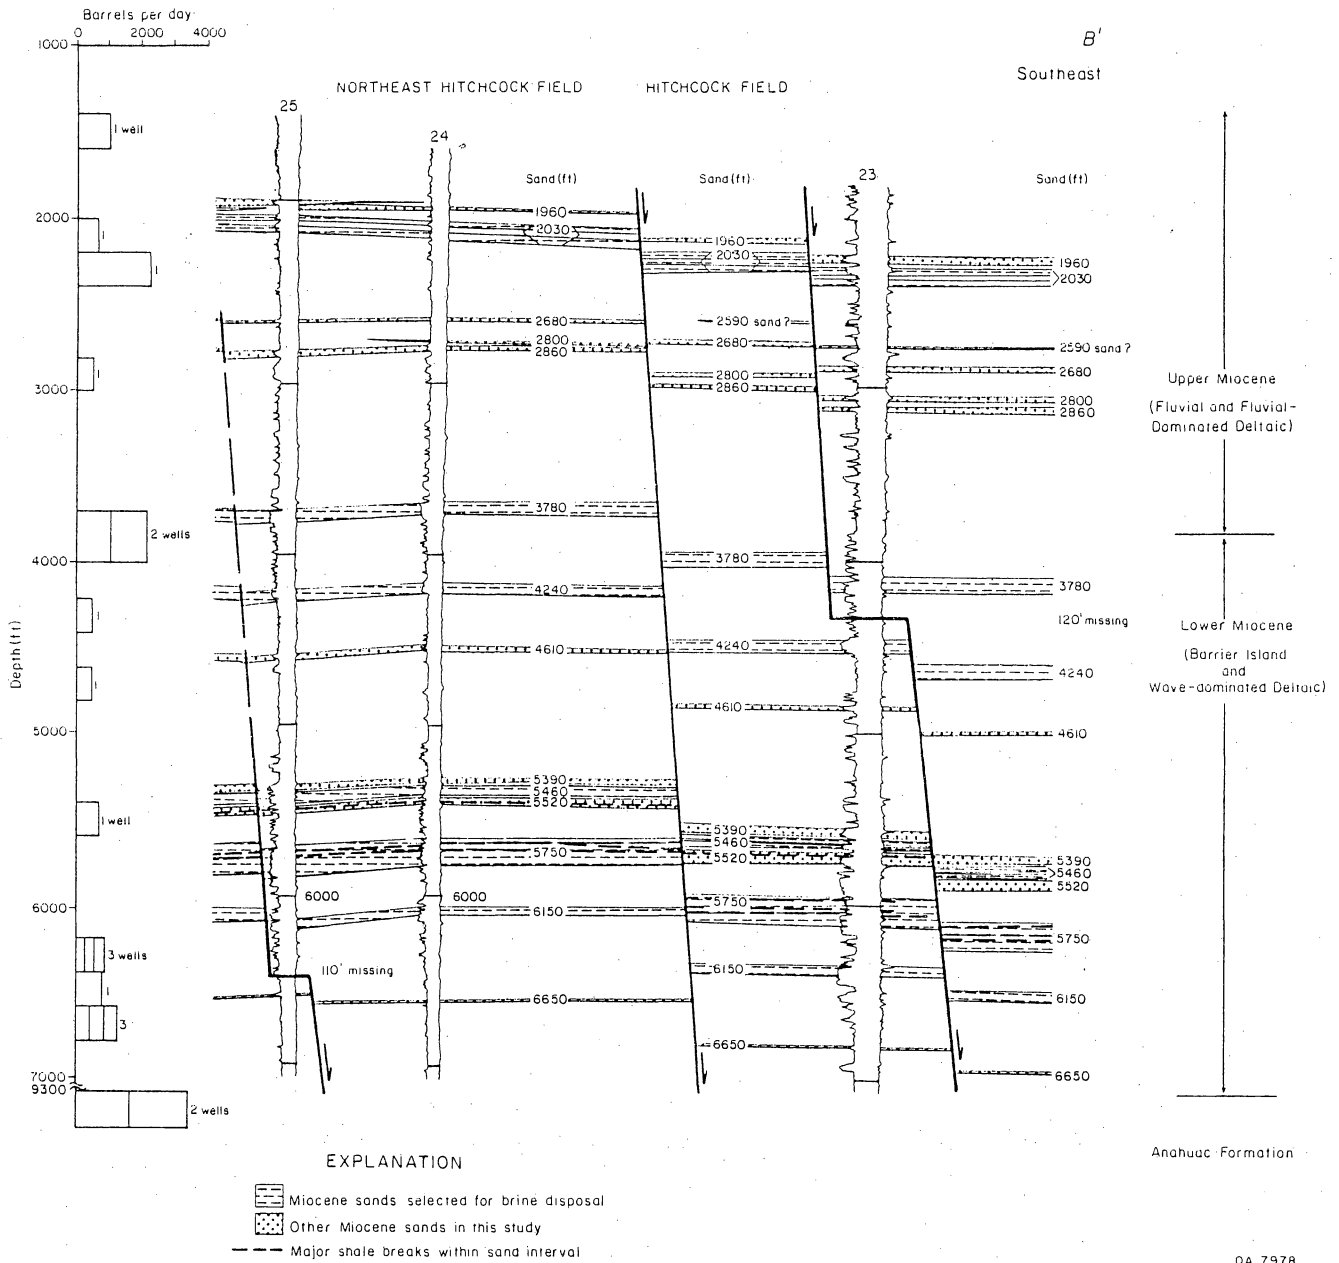 Barrels per day
0 2000 4000
1000
B'
Southeast
NORTHEAST HITCHCOCK FIELD HITCHCOCK FIELD
25
24
23
1 well
Sand (ft) Sand (ft) Sand (ft)
2000
1960
2030
1960
2030
1960
2030
1
1
2680
2800
2860
2590 sand ?
2680
2800
2860
2590 sand ?
2680
2800
2860
1
3000
Upper Miocene
(Fluvial and Fluvial-
Dominated Deltaic)
3780
3780
3780
2 wells
4000
4240
4240
4240
120' missing
1
Lower Miocene
(Barrier Island
and
Wave-dominated Deltaic)
4610
4610
4610
1
Depth (ft)
5000
5390
5460
5520
5750
5390
5460
5520
5750
5390
5460
5520
5750
1 well
6000
6000 6000
6150
6150
6150
110' missing
3 wells
1
3
6650
6650
6650
7000
9300
2 wells
Anahuac Formation
EXPLANATION
Miocene sands selected for brine disposal
Other Miocene sands in this study
Major shale breaks within sand interval
QA 7978